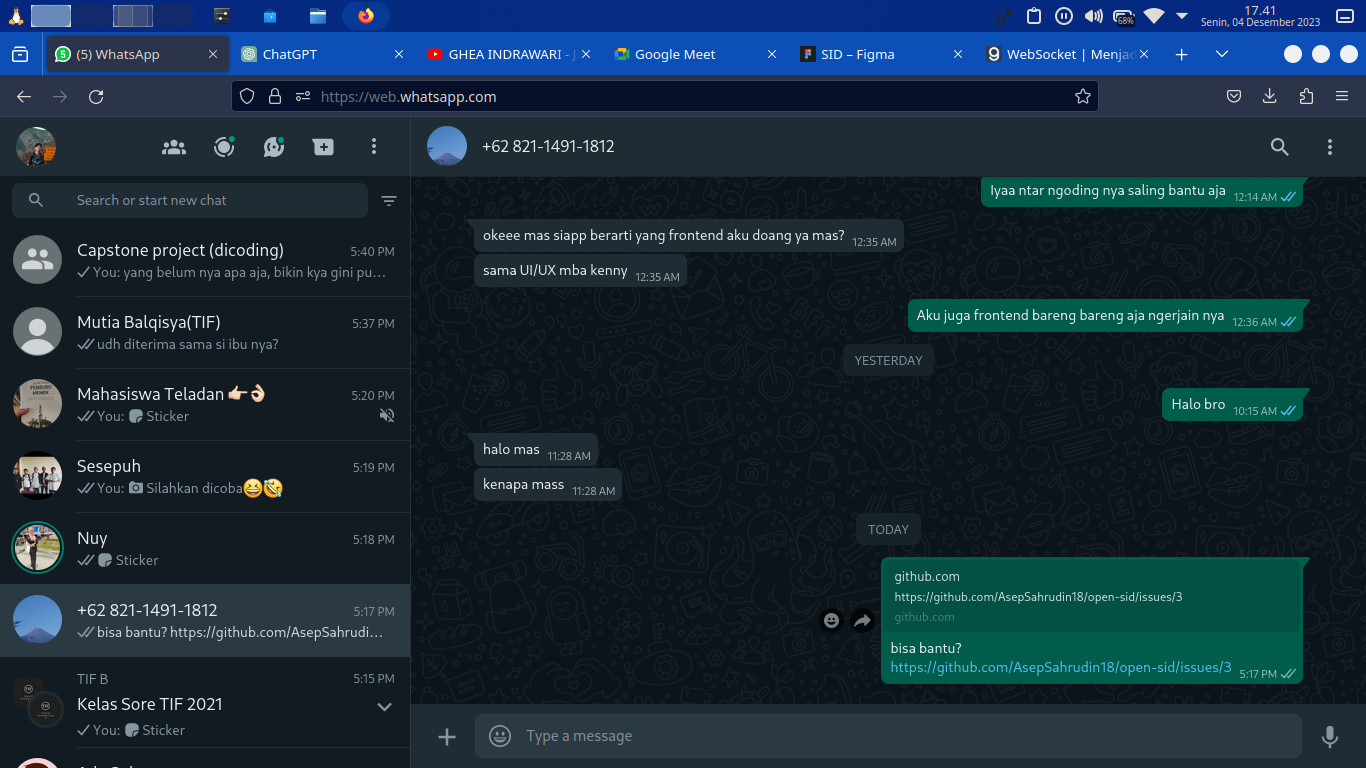 17.41
68%
Senin, 04 Desember 2023
(5) WhatsApp
ChatGPT
GHEA INDRAWARI - J
Google Meet
SID – Figma
WebSocket | Menjad
https://web.whatsapp.com
Search or start new chat
Capstone project (dicoding) 5:40 PM
You: yang belum nya apa aja, bikin kya gini pu...
Mutia Balqisya(TIF) 5:37 PM
udh diterima sama si ibu nya?
Mahasiswa Teladan 👉🏻👌🏻 5:20 PM
You: Sticker
Sesepuh 5:19 PM
You: Silahkan dicoba😆🤣
Nuy 5:18 PM
Sticker
+62 821-1491-1812 5:17 PM
bisa bantu? https://github.com/AsepSahrudi...
TIF B 5:15 PM
Kelas Sore TIF 2021
You: Sticker
+62 821-1491-1812
Iyaa ntar ngoding nya saling bantu aja 12:14 AM
okeee mas siapp berarti yang frontend aku doang ya mas? 12:35 AM
sama UI/UX mba kenny 12:35 AM
Aku juga frontend bareng bareng aja ngerjain nya 12:36 AM
YESTERDAY
Halo bro 10:15 AM
halo mas 11:28 AM
kenapa mass 11:28 AM
TODAY
github.com
https://github.com/AsepSahrudin18/open-sid/issues/3
github.com
bisa bantu?
https://github.com/AsepSahrudin18/open-sid/issues/3 5:17 PM
Type a message